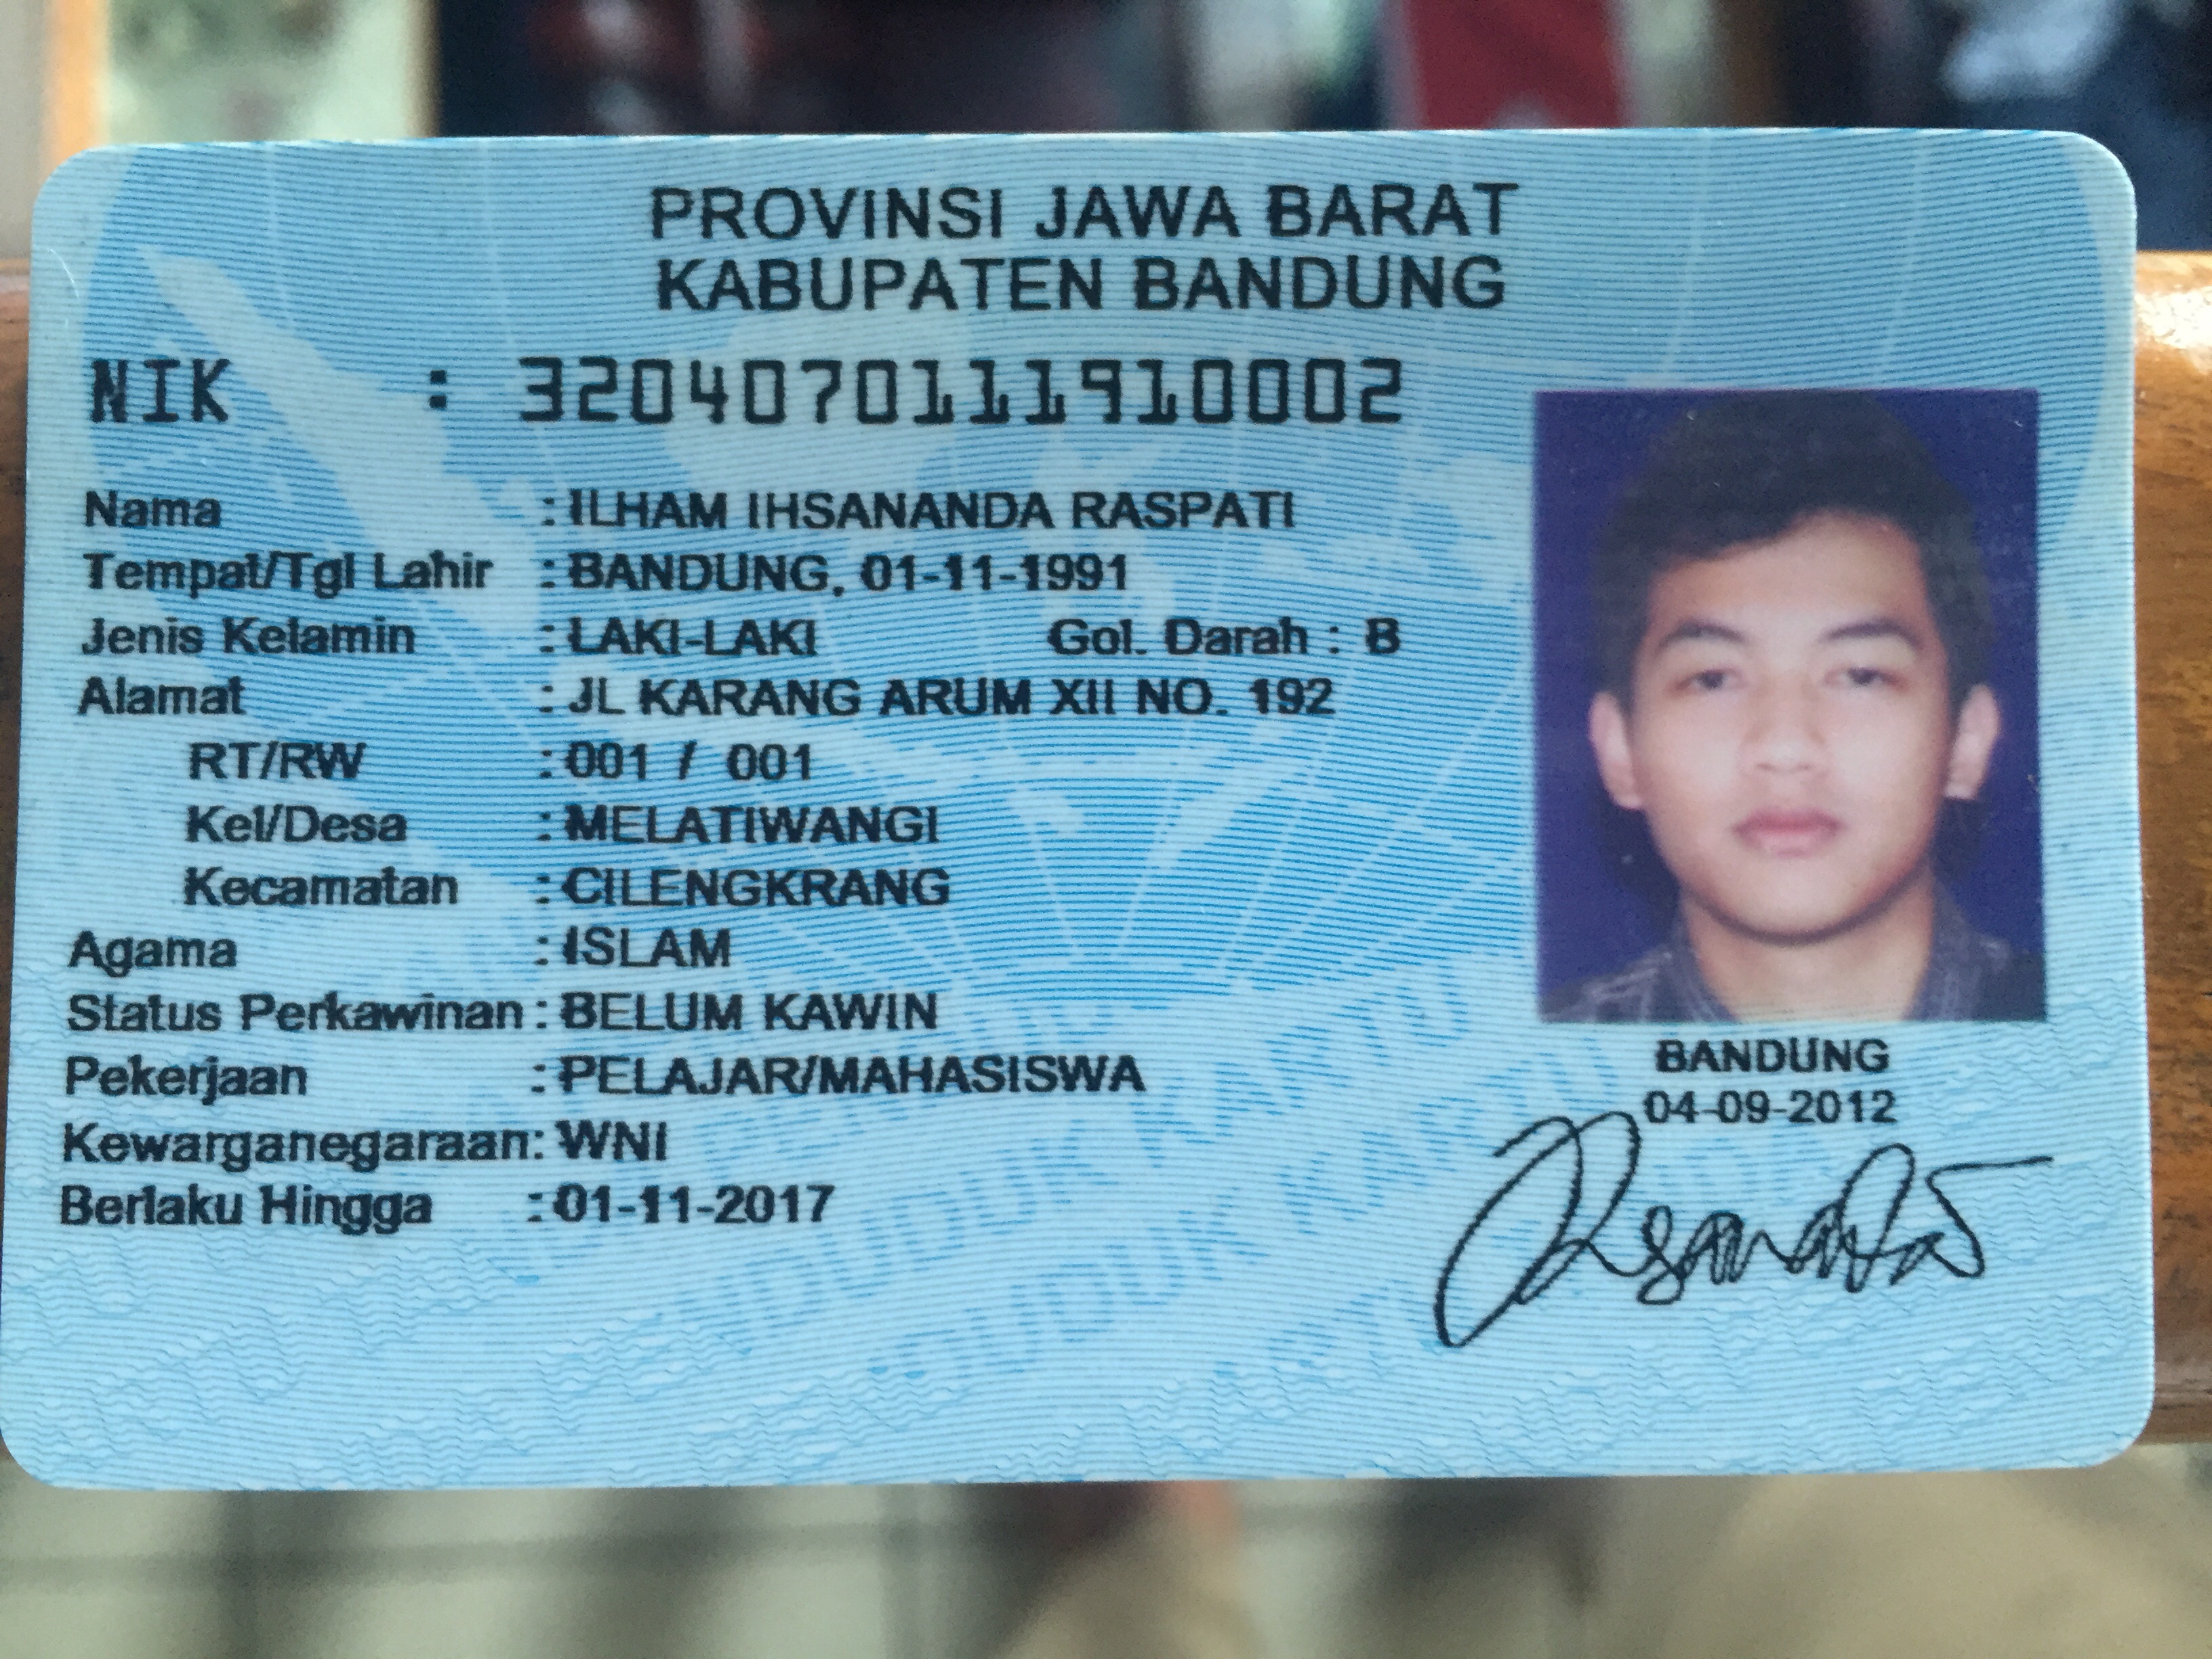 PROVINSI JAWA BARAT
KABUPATEN BANDUNG
NIK : 3204070111910002
Nama : ILHAM IHSANANDA RASPATI
Tempat/Tgl Lahir : BANDUNG, 01-11-1991
Jenis Kelamin : LAKI-LAKI Gol. Darah : B
Alamat : JL KARANG ARUM XII NO. 192
RT/RW : 001 / 001
Kel/Desa : MELATIWANGI
Kecamatan : CILENGKRANG
Agama : ISLAM
Status Perkawinan : BELUM KAWIN
Pekerjaan : PELAJAR/MAHASISWA
Kewarganegaraan: WNI
Berlaku Hingga : 01-11-2017
BANDUNG
04-09-2012